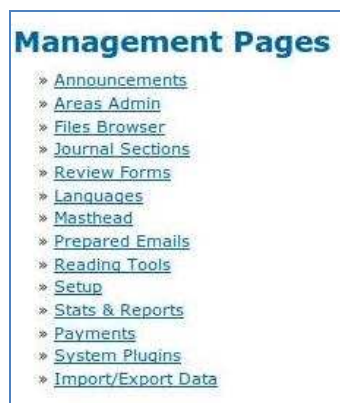 Management Pages
» Announcements
» Areas Admin
» Files Browser
» Journal Sections
» Review Forms
» Languages
» Masthead
» Prepared Emails
» Reading Tools
» Setup
» Stats & Reports
» Payments
» System Plugins
» Import/Export Data